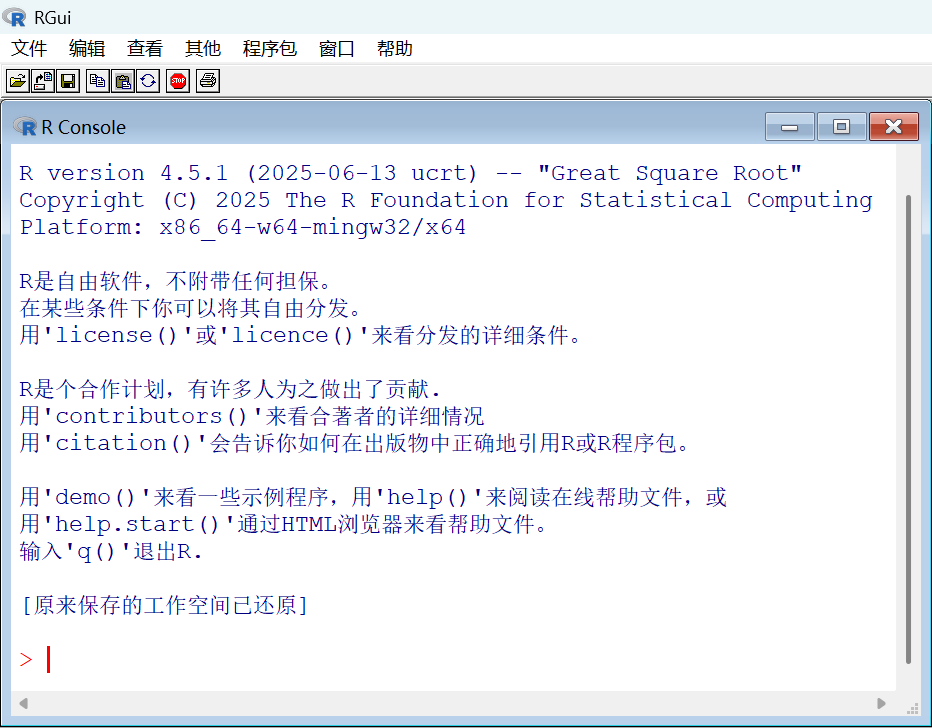 RGui
文件 编辑 查看 其他 程序包 窗口 帮助
STOP
R Console
R version 4.5.1 (2025-06-13 ucrt) -- "Great Square Root"
Copyright (C) 2025 The R Foundation for Statistical Computing
Platform: x86_64-w64-mingw32/x64
R是自由软件，不附带任何担保。
在某些条件下你可以将其自由分发。
用'license()'或'licence()'来看分发的详细条件。
R是个合作计划，有许多人为之做出了贡献.
用'contributors()'来看合著者的详细情况
用'citation()'会告诉你如何在出版物中正确地引用R或R程序包。
用'demo()'来看一些示例程序，用'help()'来阅读在线帮助文件，或
用'help.start()'通过HTML浏览器来看帮助文件。
输入'q()'退出R.
[原来保存的工作空间已还原]
>